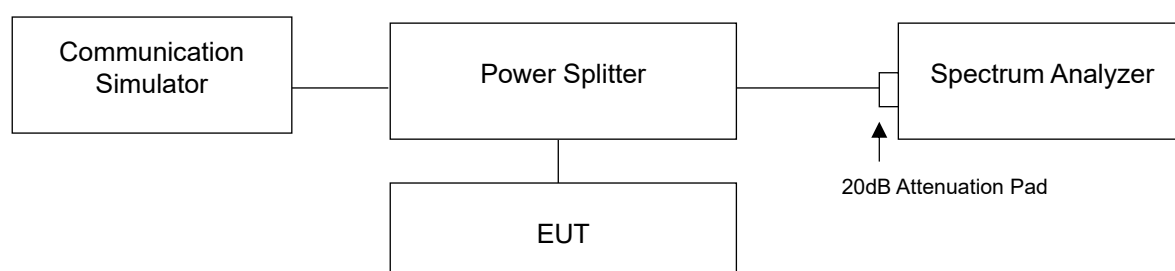 Communication
Simulator
Power Splitter
Spectrum Analyzer
20dB Attenuation Pad
EUT